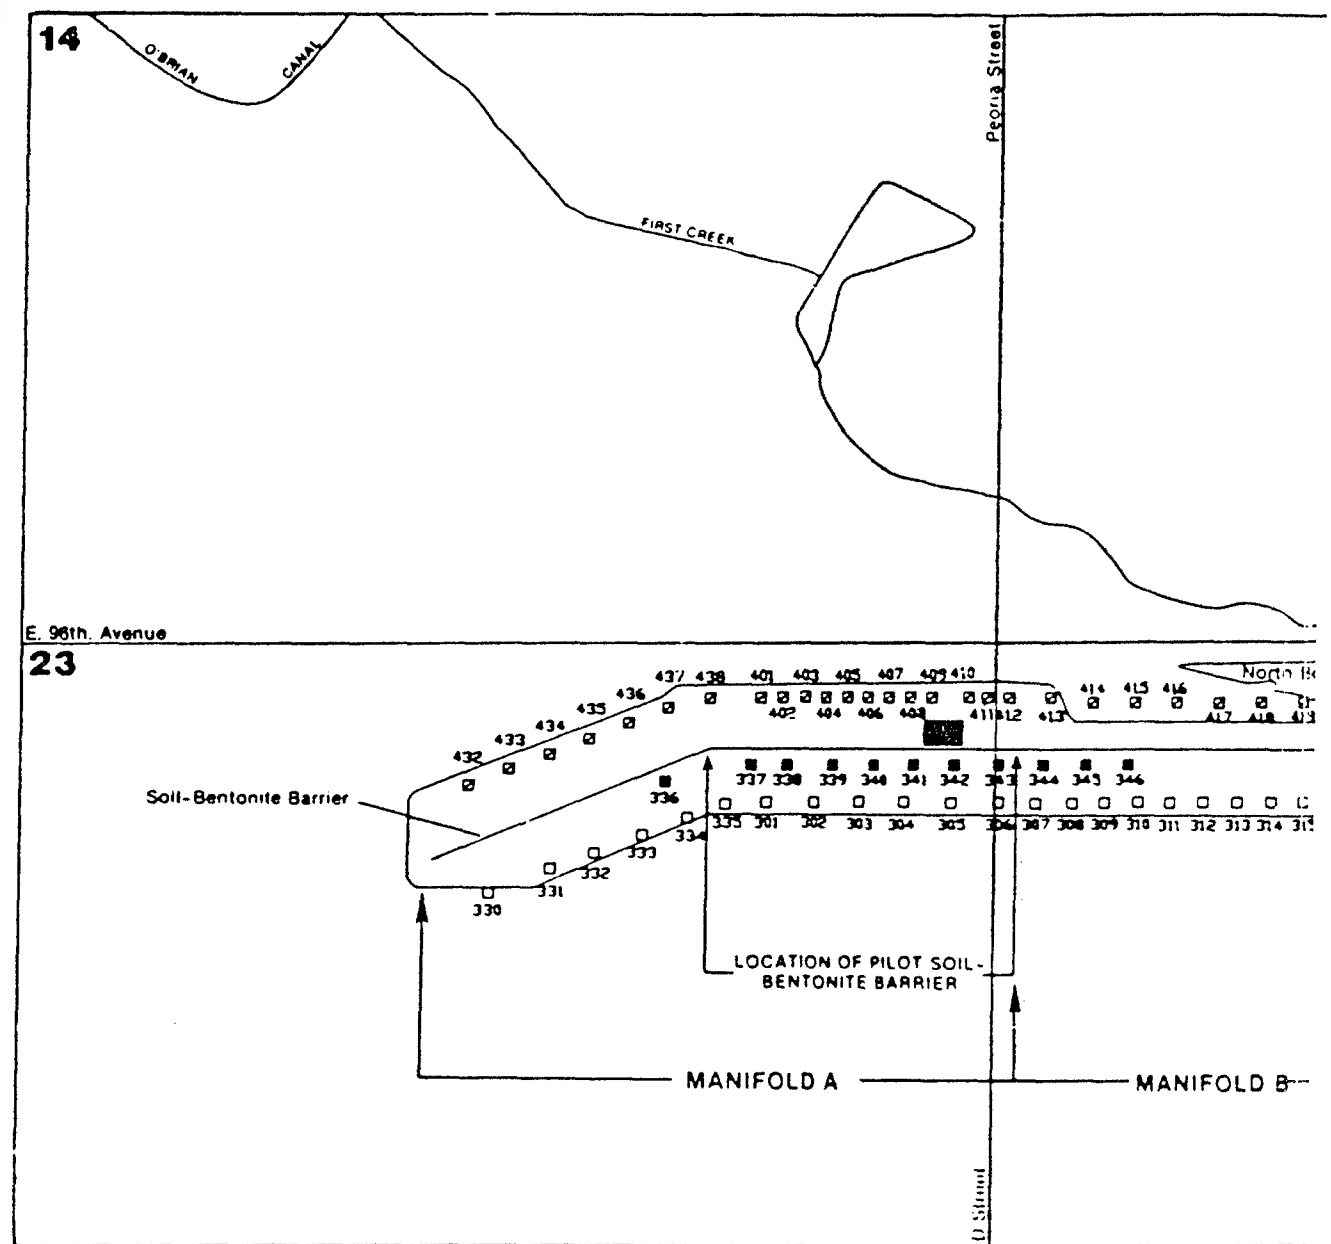 14
O'BRIAN CANAL
Peoria Street
FIRST CREEK
E. 96th. Avenue
23
North
437 438 401 403 405 407 409 410
436
435
434
433
432
402 404 406 408 411 412 413
414 415 416
417 418 419
Soil-Bentonite Barrier
336
337 338 339 340 341 342 343 344 345 346
335 301 302 303 304 305 306 307 308 309 310 311 312 313 314 315
334
333
332
331
330
LOCATION OF PILOT SOIL-
BENTONITE BARRIER
MANIFOLD A
MANIFOLD B
D Street